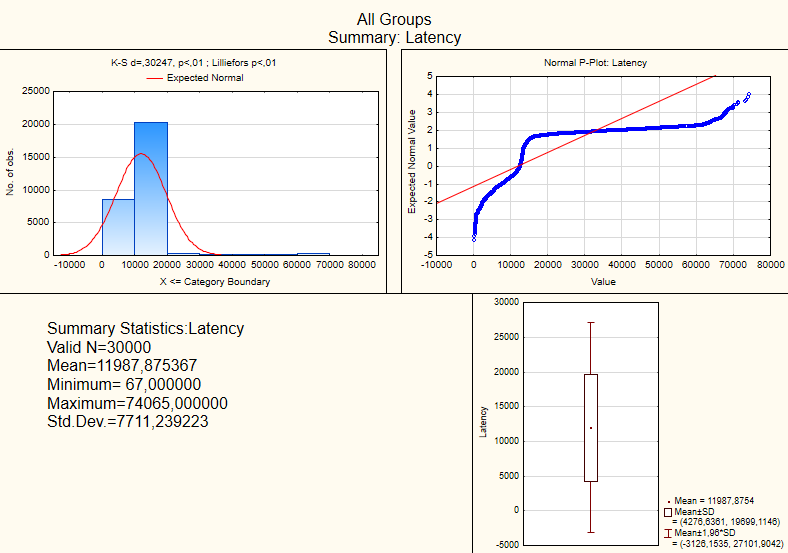 All Groups
Summary: Latency
K-S d=,30247, p<,01 ; Lilliefors p<,01
Expected Normal
25000
20000
15000
10000
5000
0
No. of obs.
-10000 0 10000 20000 30000 40000 50000 60000 70000 80000
X <= Category Boundary
Normal P-Plot: Latency
5
4
3
2
1
0
-1
-2
-3
-4
-5
Expected Normal Value
-10000 0 10000 20000 30000 40000 50000 60000 70000 80000
Value
Summary Statistics:Latency
Valid N=30000
Mean=11987,875367
Minimum= 67,000000
Maximum=74065,000000
Std.Dev.=7711,239223
30000
25000
20000
15000
10000
5000
0
-5000
Latency
Mean = 11987,8754
Mean±SD
= (4276,6361, 19699,1146)
Mean±1,96*SD
= (-3126,1535, 27101,9042)